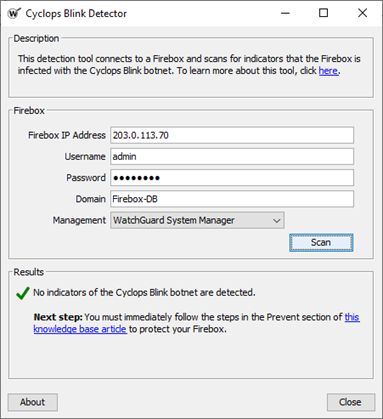 Cyclops Blink Detector
Description
This detection tool connects to a Firebox and scans for indicators that the Firebox is
infected with the Cyclops Blink botnet. To learn more about this tool, click here.
Firebox
Firebox IP Address 203.0.113.70
Username admin
Password ●●●●●●●●
Domain Firebox-DB
Management WatchGuard System Manager
Scan
Results
No indicators of the Cyclops Blink botnet are detected.
Next step: You must immediately follow the steps in the Prevent section of this
knowledge base article to protect your Firebox.
About Close